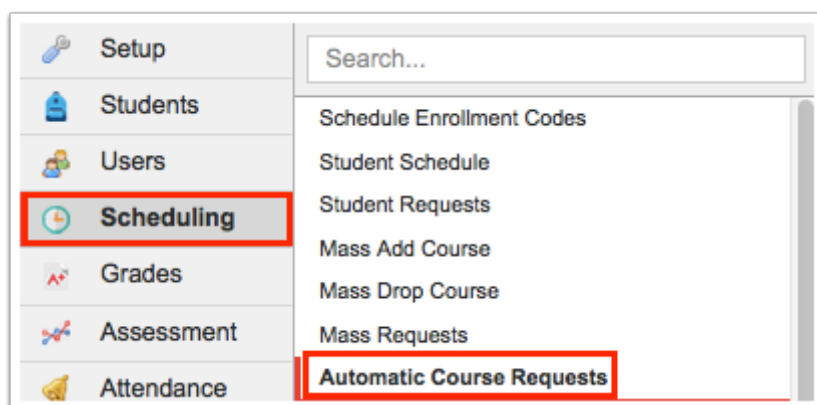 Setup
Students
Users
Scheduling
A+
Grades
Assessment
Attendance
Search...
Schedule Enrollment Codes
Student Schedule
Student Requests
Mass Add Course
Mass Drop Course
Mass Requests
Automatic Course Requests